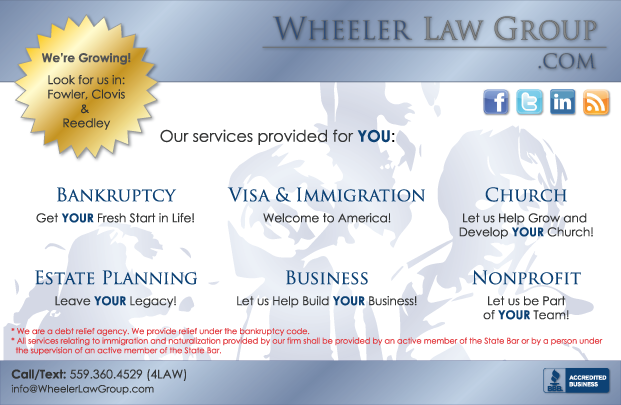 WHEELER LAW GROUP
.COM
We're Growing!
Look for us in:
Fowler, Clovis
&
Reedley
Our services provided for YOU:
BANKRUPTCY
Get YOUR Fresh Start in Life!
VISA & IMMIGRATION
Welcome to America!
CHURCH
Let us Help Grow and
Develop YOUR Church!
ESTATE PLANNING
Leave YOUR Legacy!
BUSINESS
Let us Help Build YOUR Business!
NONPROFIT
Let us be Part
of YOUR Team!
* We are a debt relief agency. We provide relief under the bankruptcy code.
* All services relating to immigration and naturalization provided by our firm shall be provided by an active member of the State Bar or by a person under
the supervision of an active member of the State Bar.
Call/Text: 559.360.4529 (4LAW)
info@WheelerLawGroup.com
BBB
ACCREDITED
BUSINESS
f
t
in